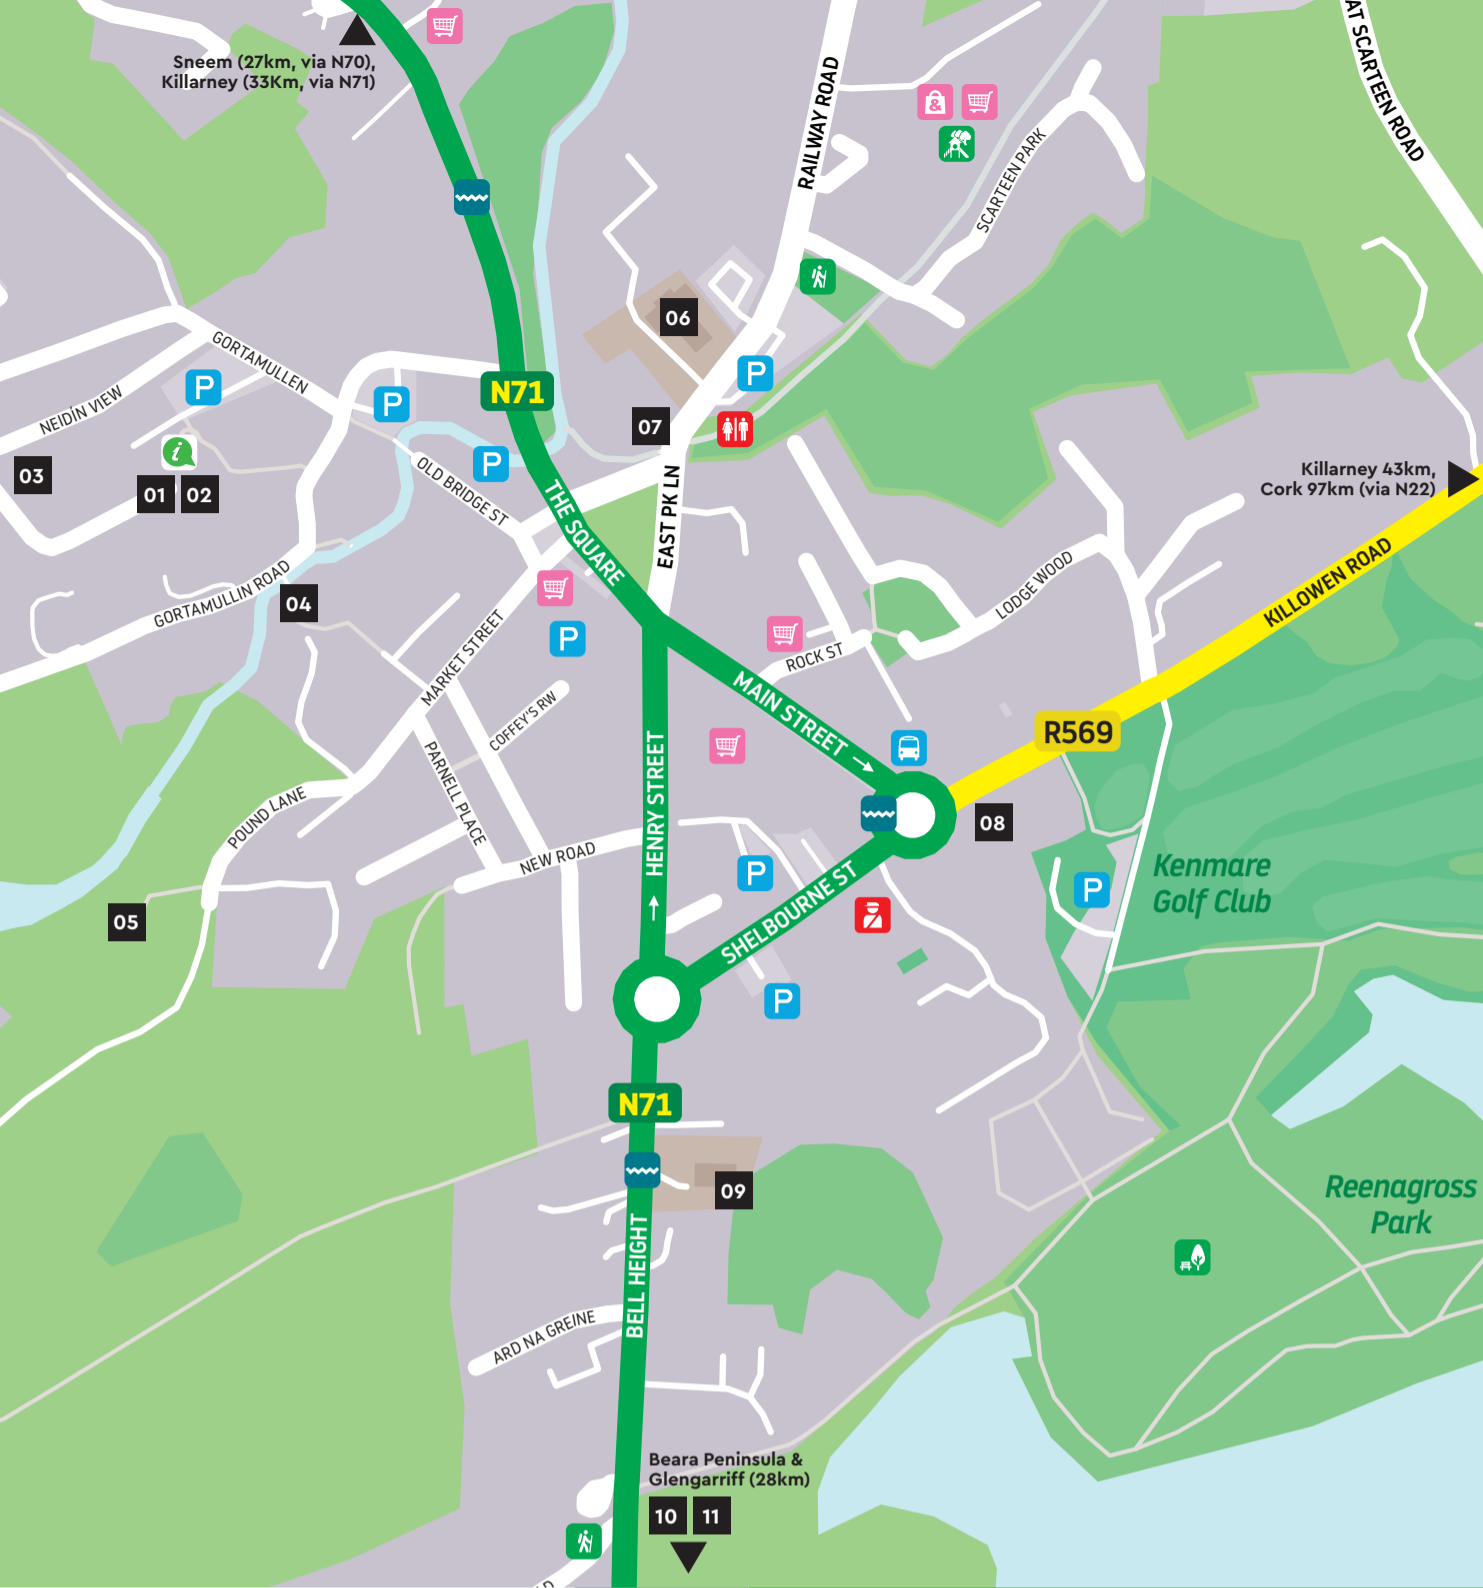 Sneem (27km, via N70),
Killarney (33Km, via N71)
RAILWAY ROAD
AT SCARTEEN ROAD
&
SCARTEEN PARK
06
GORTAMULLEN
P
P
P
N71
NEIDÍN VIEW
07
i
03
01 02
P
OLD BRIDGE ST
THE SQUARE
EAST PK LN
Killarney 43km,
Cork 97km (via N22)
KILLOWEN ROAD
LODGE WOOD
GORTAMULLIN ROAD
04
P
MARKET STREET
ROCK ST
MAIN STREET
COFFEY'S RW
R569
PARNELL PLACE
HENRY STREET
POUND LANE
08
NEW ROAD
P
SHELBOURNE ST
P
Kenmare
Golf Club
05
P
N71
09
Reenagross
Park
BELL HEIGHT
ARD NA GREINE
Beara Peninsula &
Glengarriff (28km)
10 11